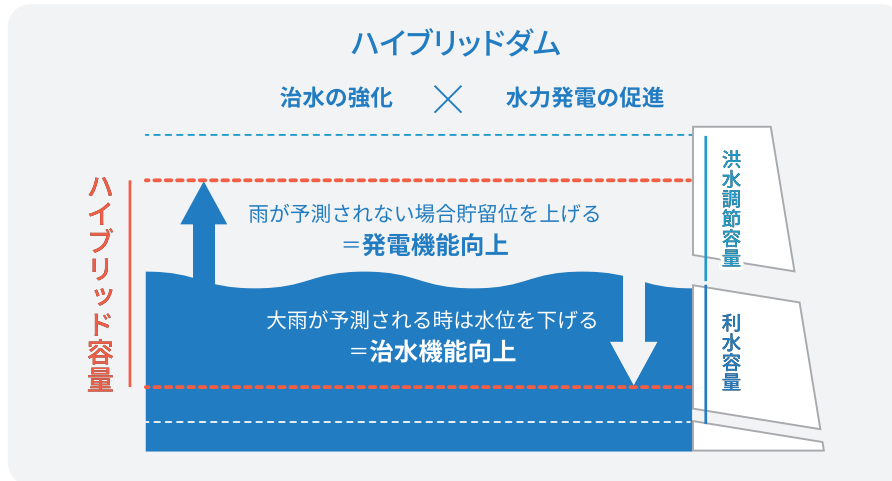 ハイブリッドダム
治水の強化 × 水力発電の促進
ハイブリッド容量
雨が予測されない場合貯留位を上げる
＝発電機能向上
大雨が予測される時は水位を下げる
＝治水機能向上
洪水調節容量
利水容量